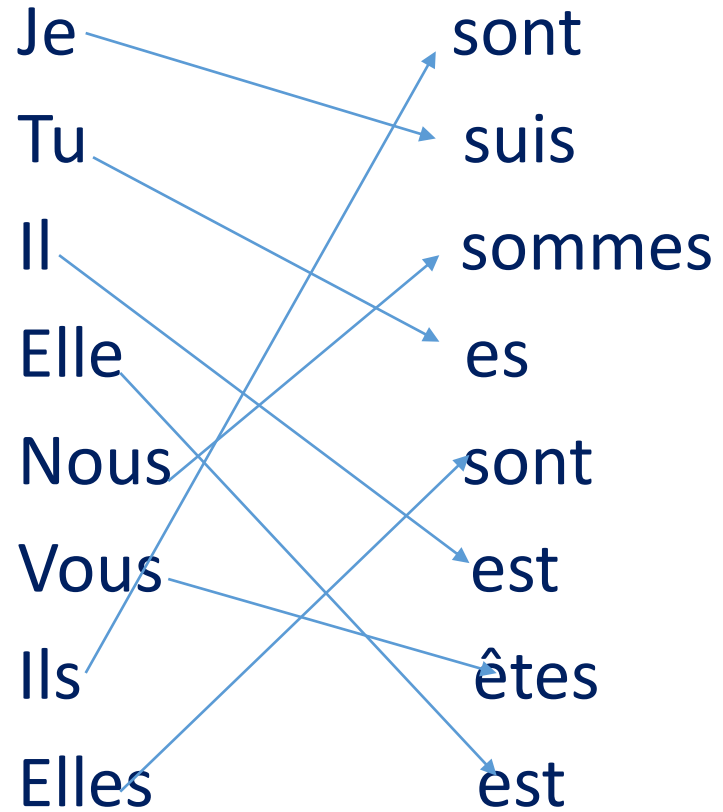 Je sont
Tu suis
Il sommes
Elle es
Nous sont
Vous est
Ils êtes
Elles est